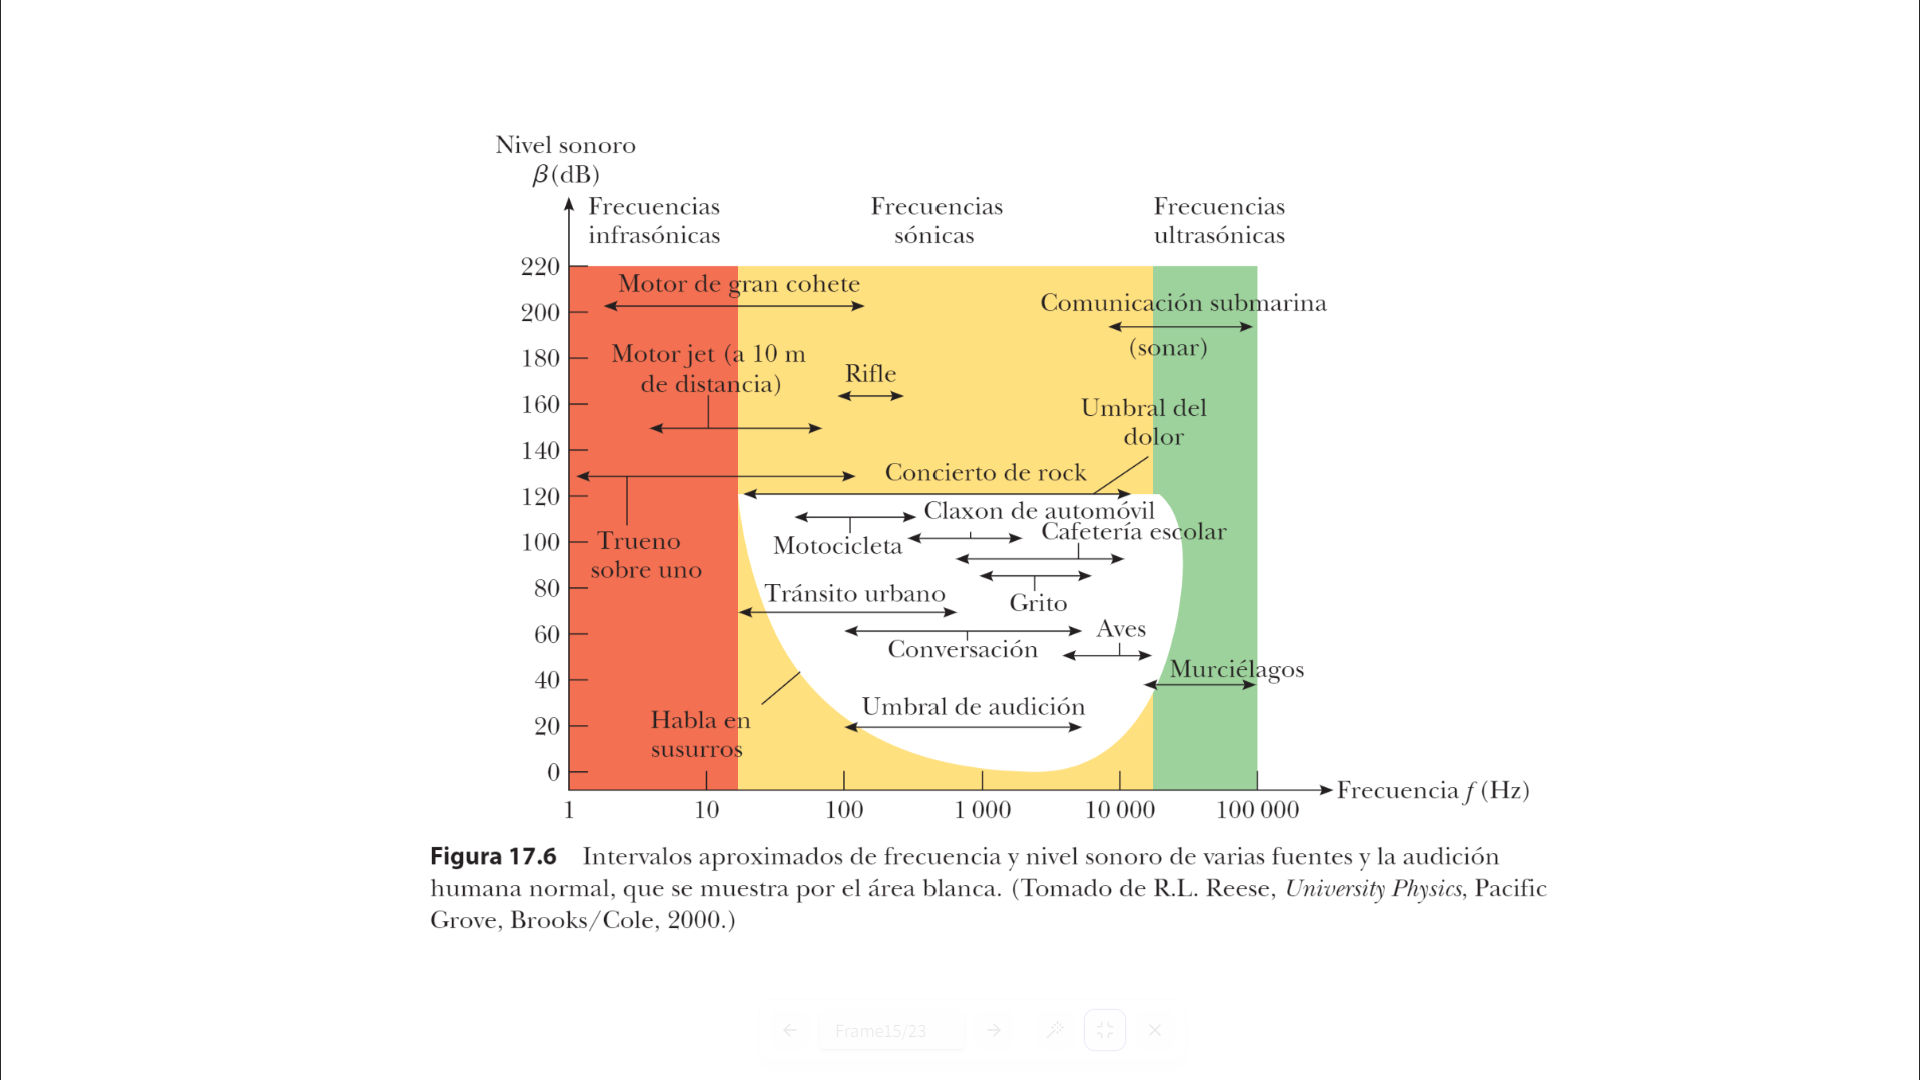 Nivel sonoro
β (dB)
Frecuencias
infrasónicas
Frecuencias
sónicas
Frecuencias
ultrasónicas
220
200
180
160
140
120
100
80
60
40
20
0
Motor de gran cohete
Comunicación submarina
(sonar)
Motor jet (a 10 m
de distancia)
Rifle
Umbral del
dolor
Concierto de rock
Claxon de automóvil
Cafetería escolar
Motocicleta
Trueno
sobre uno
Tránsito urbano
Grito
Aves
Conversación
Murciélagos
Umbral de audición
Habla en
susurros
1
10
100
1 000
10 000
100 000
Frecuencia f (Hz)
Figura 17.6 Intervalos aproximados de frecuencia y nivel sonoro de varias fuentes y la audición
humana normal, que se muestra por el área blanca. (Tomado de R.L. Reese, University Physics, Pacific
Grove, Brooks/Cole, 2000.)
Frame15/23